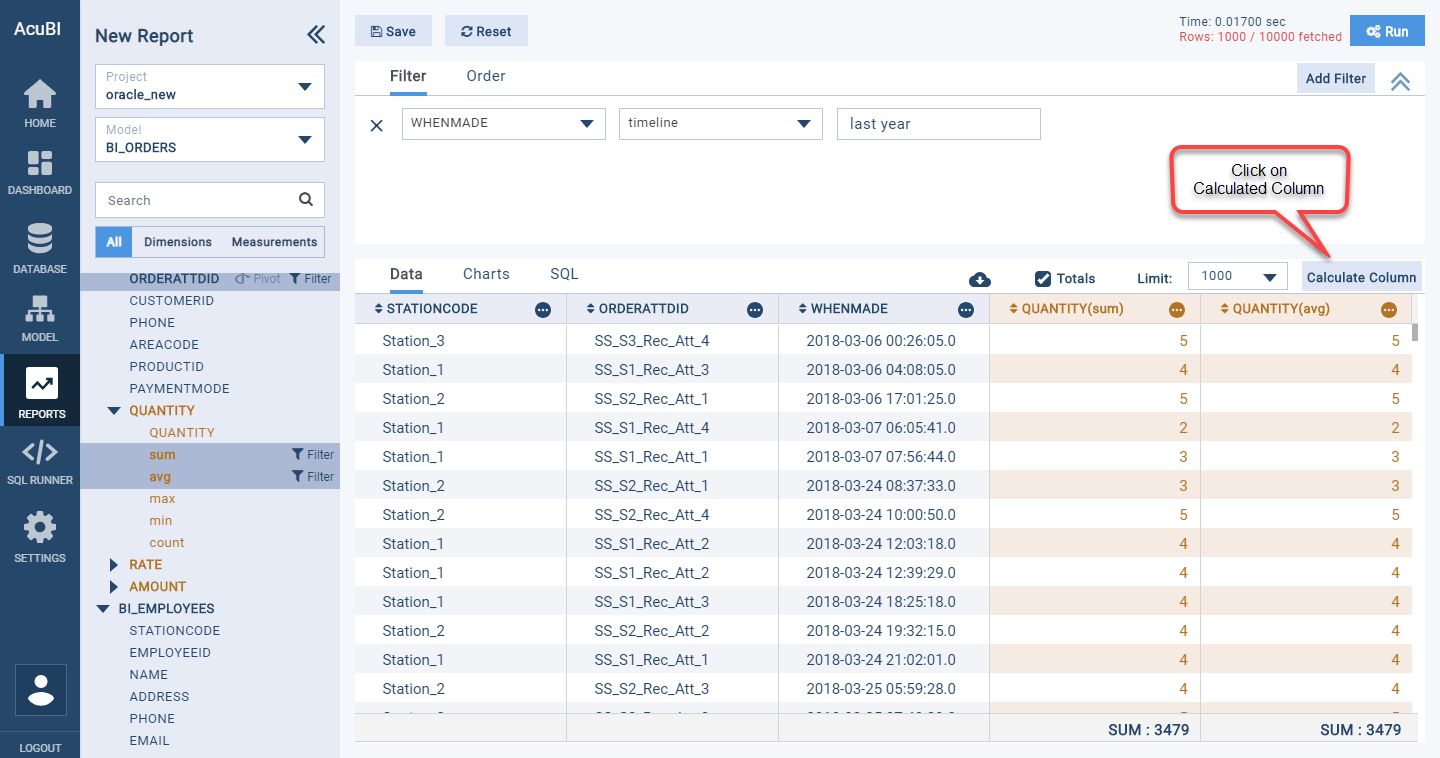 AcuBI
HOME
DASHBOARD
DATABASE
MODEL
REPORTS
SQL RUNNER
SETTINGS
LOGOUT
New Report
Project
oracle_new
Model
BI_ORDERS
Search
All Dimensions Measurements
ORDERATTDID Pivot Filter
CUSTOMERID
PHONE
AREACODE
PRODUCTID
PAYMENTMODE
QUANTITY
QUANTITY
sum Filter
avg Filter
max
min
count
RATE
AMOUNT
BI_EMPLOYEES
STATIONCODE
EMPLOYEEID
NAME
ADDRESS
PHONE
EMAIL
Save Reset
Time: 0.01700 sec
Rows: 1000 / 10000 fetched
Run
Filter Order Add Filter
WHENMADE timeline last year
Click on
Calculated Column
Data Charts SQL Totals Limit: 1000 Calculate Column
STATIONCODE ORDERATTDID WHENMADE QUANTITY(sum) QUANTITY(avg)
Station_3 SS_S3_Rec_Att_4 2018-03-06 00:26:05.0 5 5
Station_1 SS_S1_Rec_Att_3 2018-03-06 04:08:05.0 4 4
Station_2 SS_S2_Rec_Att_1 2018-03-06 17:01:25.0 5 5
Station_1 SS_S1_Rec_Att_4 2018-03-07 06:05:41.0 2 2
Station_1 SS_S1_Rec_Att_1 2018-03-07 07:56:44.0 3 3
Station_2 SS_S2_Rec_Att_1 2018-03-24 08:37:33.0 3 3
Station_2 SS_S2_Rec_Att_4 2018-03-24 10:00:50.0 5 5
Station_1 SS_S1_Rec_Att_2 2018-03-24 12:03:18.0 4 4
Station_1 SS_S1_Rec_Att_2 2018-03-24 12:39:29.0 4 4
Station_1 SS_S1_Rec_Att_3 2018-03-24 18:25:18.0 4 4
Station_2 SS_S2_Rec_Att_2 2018-03-24 19:32:15.0 4 4
Station_1 SS_S1_Rec_Att_1 2018-03-24 21:02:01.0 4 4
Station_2 SS_S2_Rec_Att_3 2018-03-25 05:59:28.0 4 4
SUM : 3479 SUM : 3479